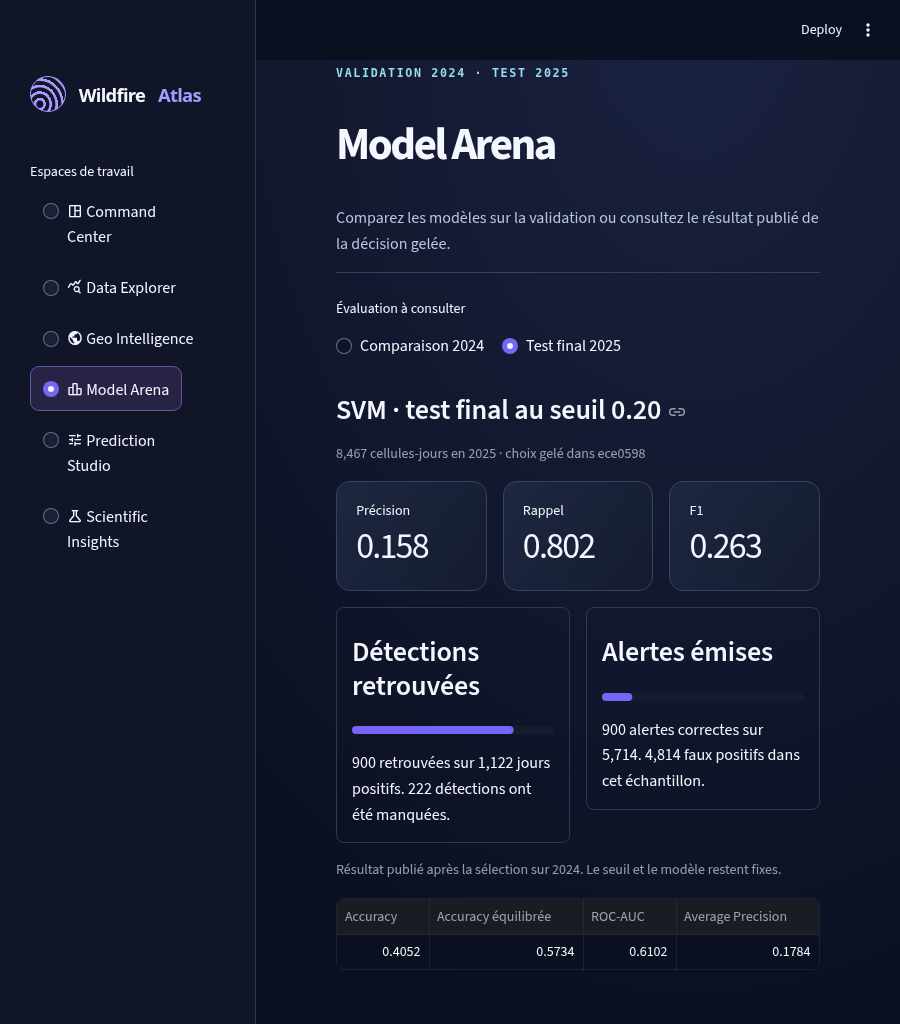 Deploy
VALIDATION 2024 · TEST 2025
Wildfire Atlas
Model Arena
Espaces de travail
Command
Center
Data Explorer
Geo Intelligence
Model Arena
Prediction
Studio
Scientific
Insights
Comparez les modèles sur la validation ou consultez le résultat publié de
la décision gelée.
Évaluation à consulter
Comparaison 2024 Test final 2025
SVM · test final au seuil 0.20
8,467 cellules-jours en 2025 · choix gelé dans ece0598
Précision
0.158
Rappel
0.802
F1
0.263
Détections
retrouvées
900 retrouvées sur 1,122 jours
positifs. 222 détections ont
été manquées.
Alertes émises
900 alertes correctes sur
5,714. 4,814 faux positifs dans
cet échantillon.
Résultat publié après la sélection sur 2024. Le seuil et le modèle restent fixes.
Accuracy Accuracy équilibrée ROC-AUC Average Precision
0.4052 0.5734 0.6102 0.1784